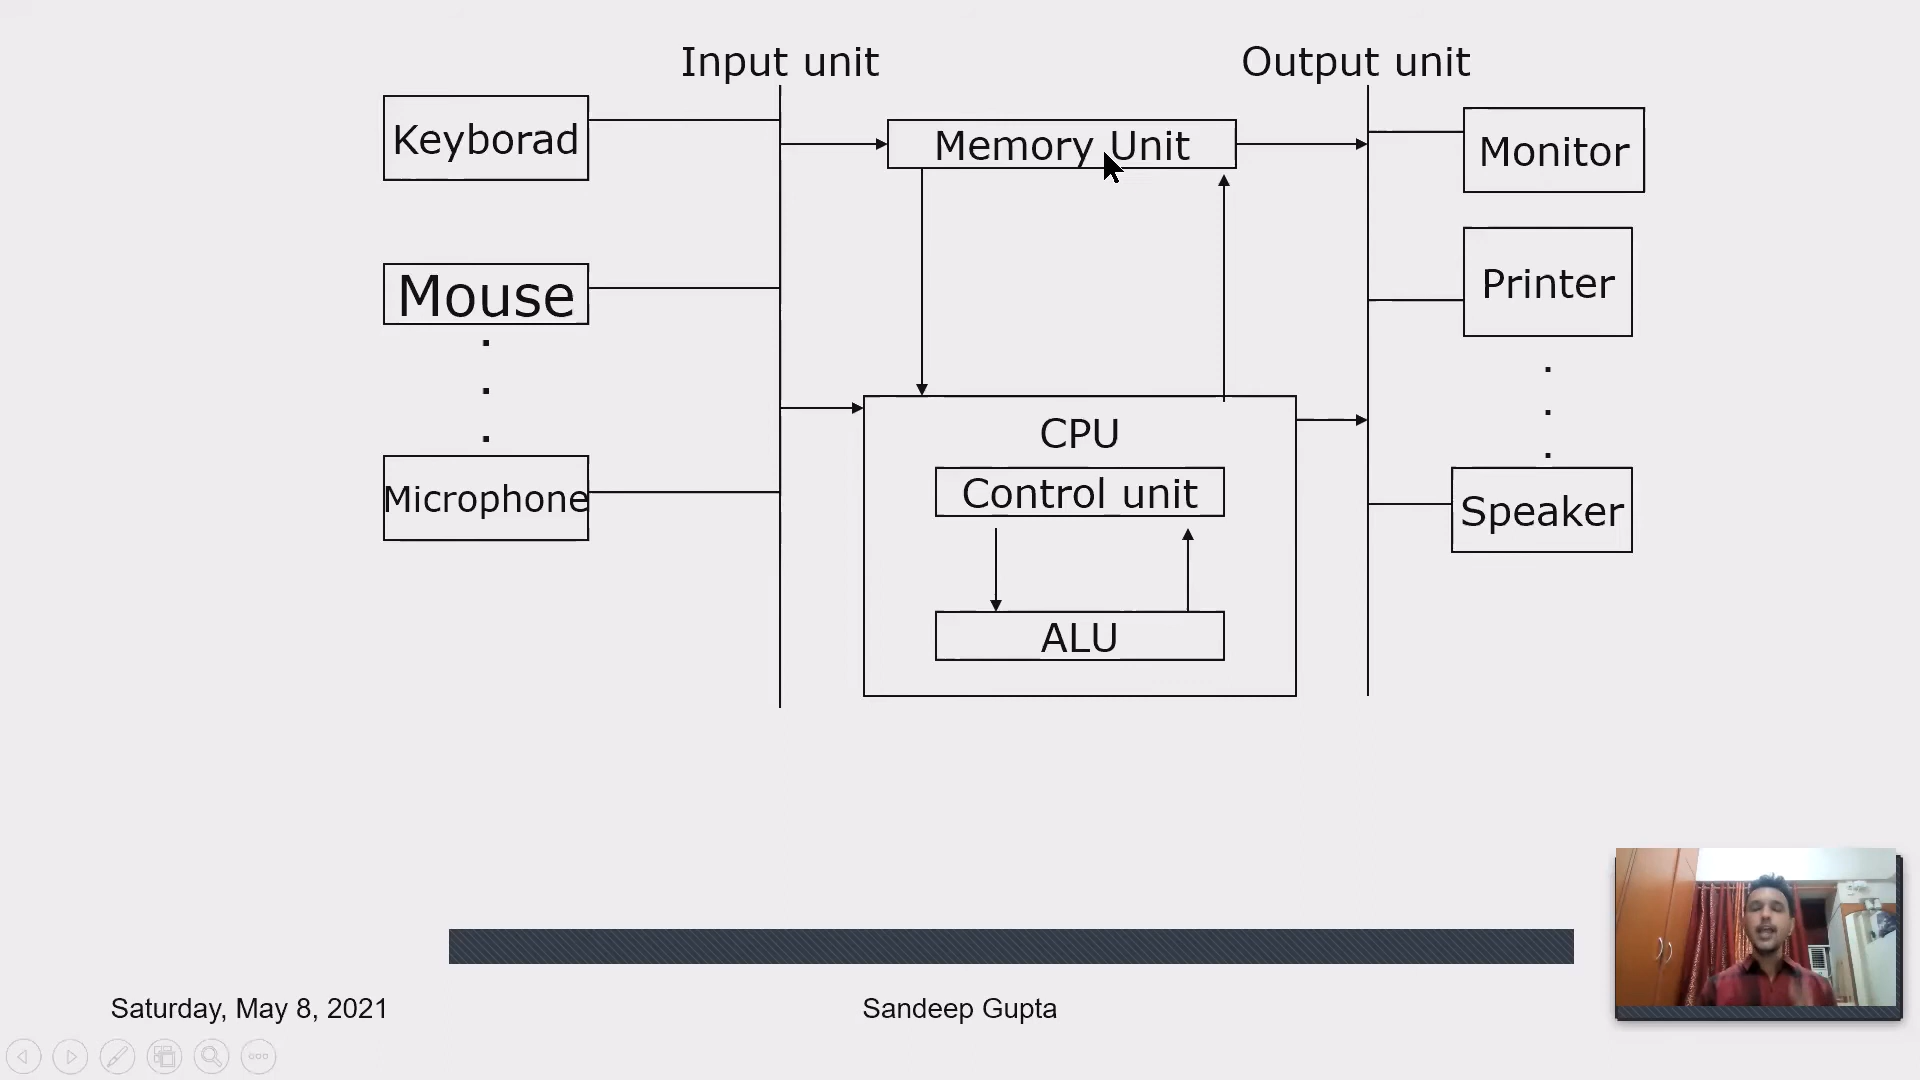 Input unit
Output unit
Keyborad
Memory Unit
Monitor
Mouse
Printer
.
.
.
.
.
.
CPU
Control unit
Microphone
Speaker
ALU
Saturday, May 8, 2021
Sandeep Gupta